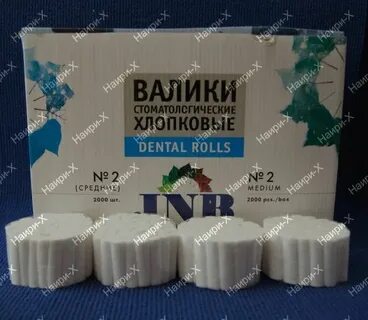 ВАЛИКИ
СТОМАТОЛОГИЧЕСКИЕ
ХЛОПКОВЫЕ
DENTAL ROLLS
№ 2
(СРЕДНИЕ)
2000 шт.
№ 2
MEDIUM
2000 pcs./box
JNB
Наири-Х